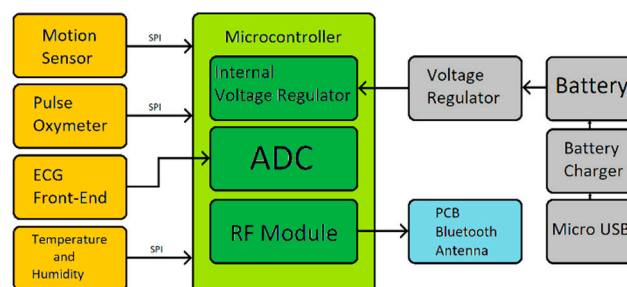 Motion
Sensor
SPI
Pulse
Oxymeter
SPI
ECG
Front-End
Temperature
and
Humidity
SPI
Microcontroller
Internal
Voltage Regulator
ADC
RF Module
Voltage
Regulator
PCB
Bluetooth
Antenna
Battery
Battery
Charger
Micro USB